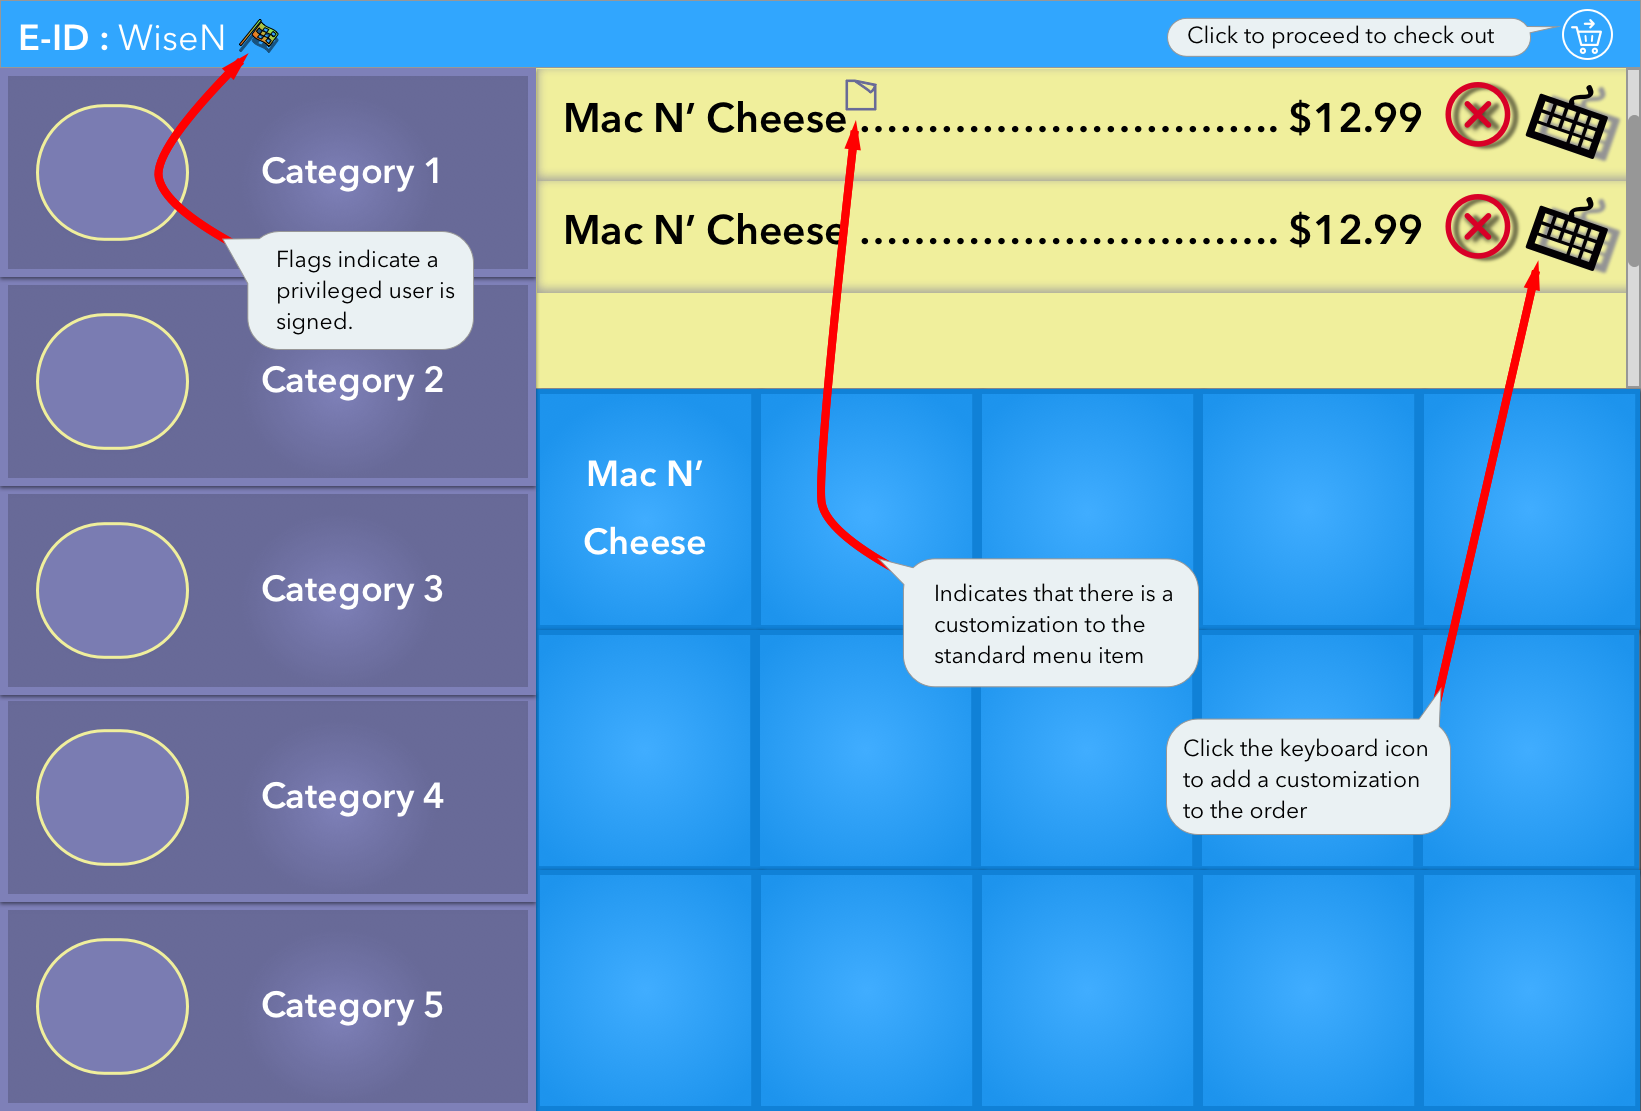 E-ID : WiseN
Click to proceed to check out
Category 1
Flags indicate a
privileged user is
signed.
Category 2
Category 3
Category 4
Category 5
Mac N’ Cheese .............................. $12.99
Mac N’ Cheese .............................. $12.99
Mac N’
Cheese
Indicates that there is a
customization to the
standard menu item
Click the keyboard icon
to add a customization
to the order